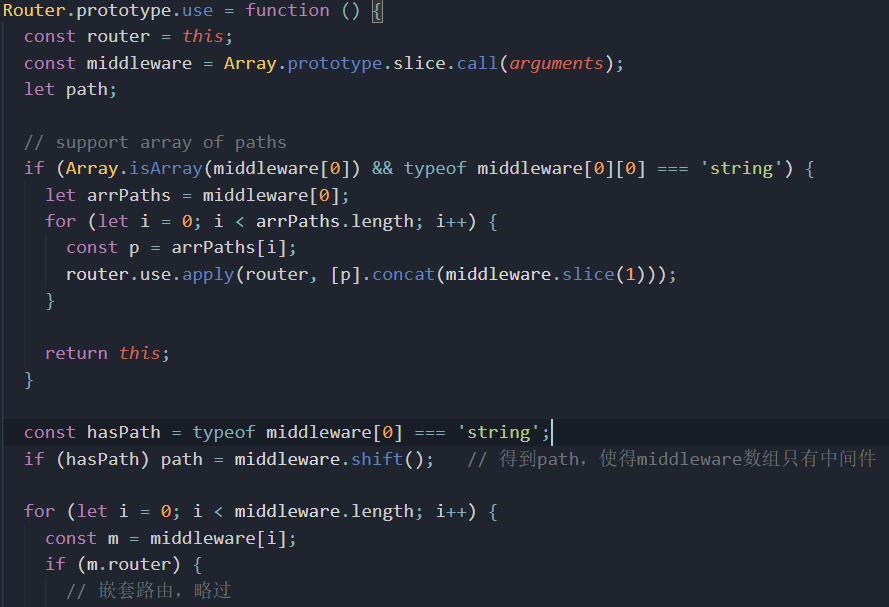 Router.prototype.use = function () {
const router = this;
const middleware = Array.prototype.slice.call(arguments);
let path;
// support array of paths
if (Array.isArray(middleware[0]) && typeof middleware[0][0] === 'string') {
let arrPaths = middleware[0];
for (let i = 0; i < arrPaths.length; i++) {
const p = arrPaths[i];
router.use.apply(router, [p].concat(middleware.slice(1)));
}
return this;
}
const hasPath = typeof middleware[0] === 'string';
if (hasPath) path = middleware.shift(); // 得到path，使得middleware数组只有中间件
for (let i = 0; i < middleware.length; i++) {
const m = middleware[i];
if (m.router) {
// 嵌套路由，略过